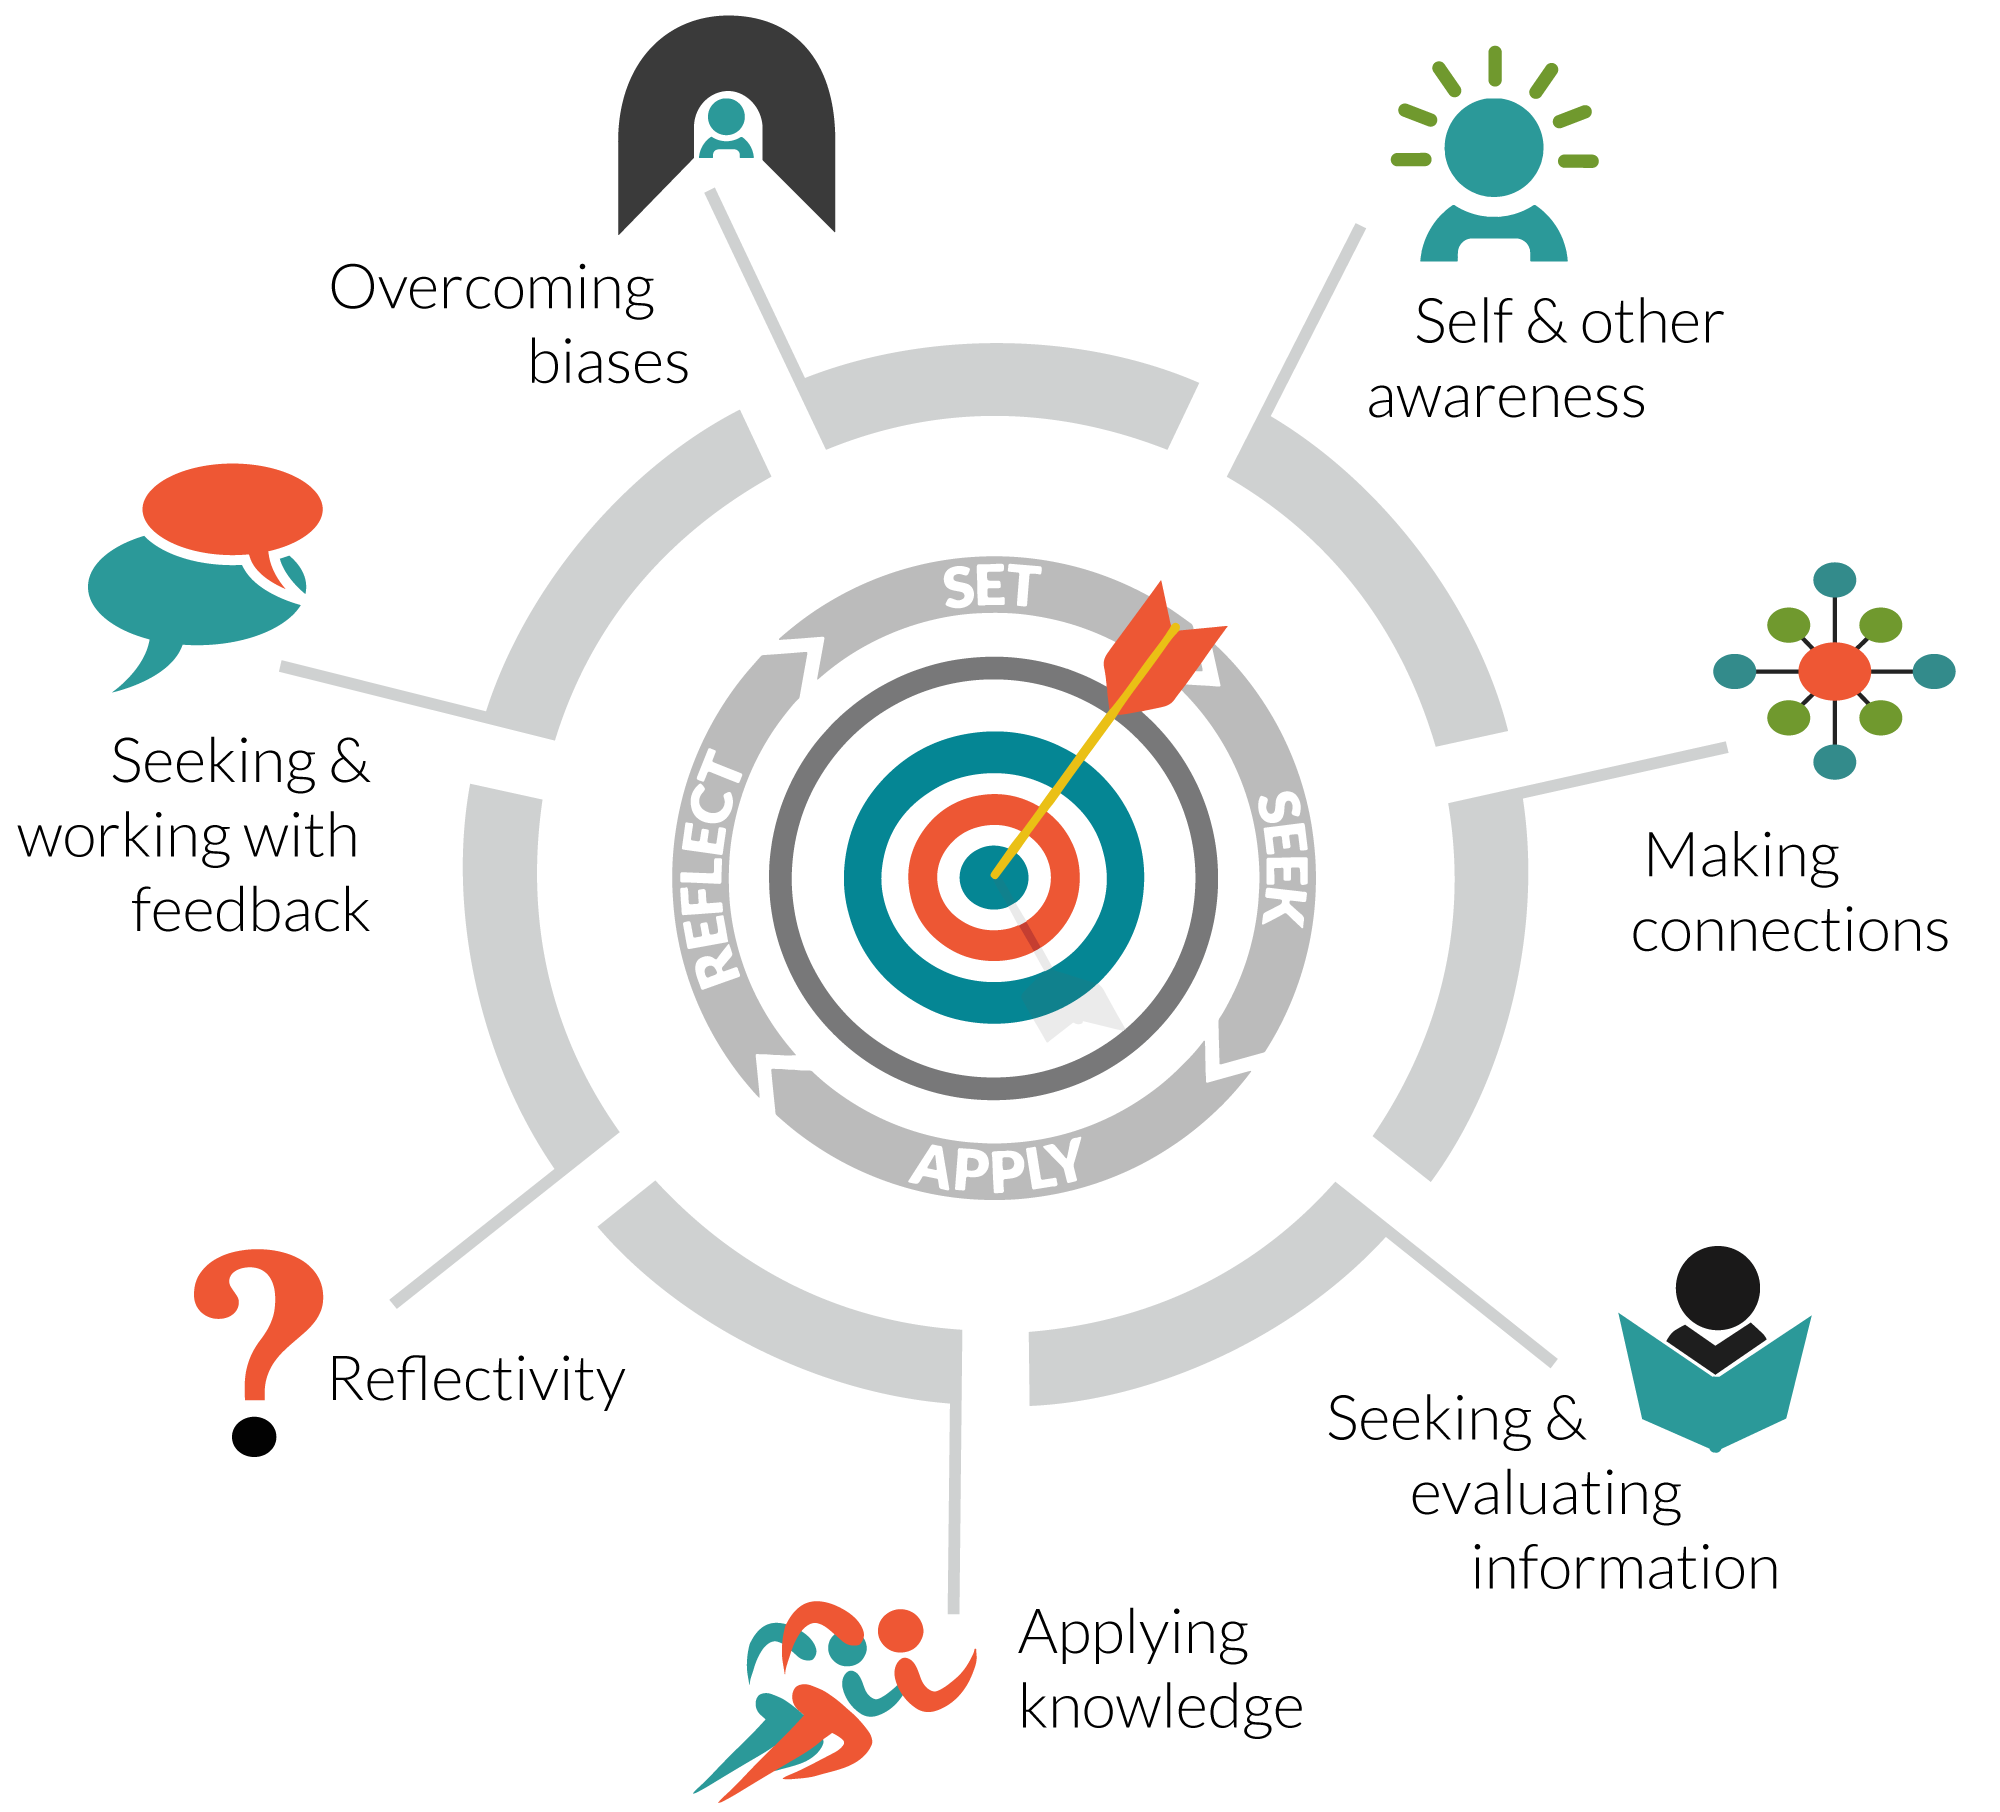 Overcoming
biases
Self & other
awareness
Making
connections
Seeking &
evaluating
information
Applying
knowledge
Reflectivity
Seeking &
working with
feedback
SET
SEEK
APPLY
REFLECT